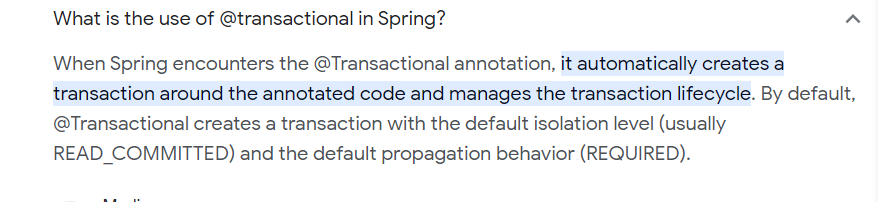 What is the use of @transactional in Spring?
When Spring encounters the @Transactional annotation, it automatically creates a
transaction around the annotated code and manages the transaction lifecycle. By default,
@Transactional creates a transaction with the default isolation level (usually
READ_COMMITTED) and the default propagation behavior (REQUIRED).